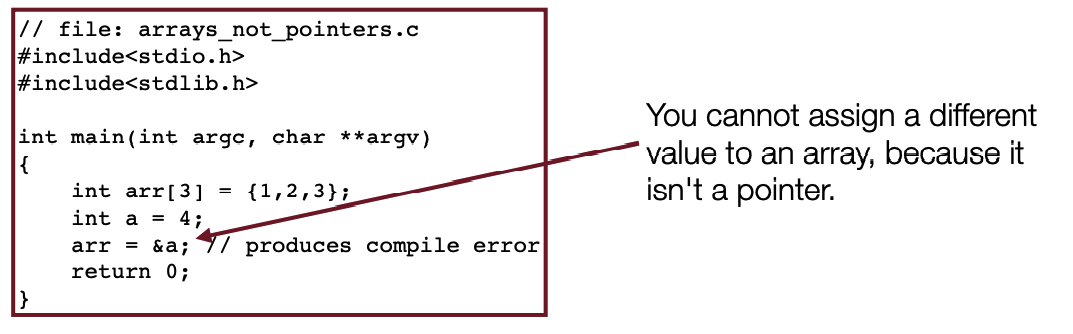 // file: arrays_not_pointers.c
#include<stdio.h>
#include<stdlib.h>
int main(int argc, char **argv)
{
    int arr[3] = {1,2,3};
    int a = 4;
    arr = &a; // produces compile error
    return 0;
}
You cannot assign a different
value to an array, because it
isn't a pointer.